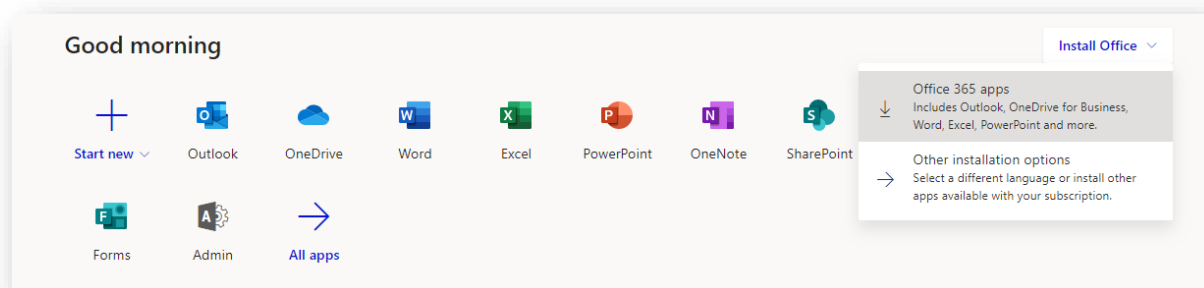 Good morning
Install Office
Office 365 apps
Includes Outlook, OneDrive for Business,
Word, Excel, PowerPoint and more.
Other installation options
Select a different language or install other
apps available with your subscription.
Start new
Outlook
OneDrive
Word
Excel
PowerPoint
OneNote
SharePoint
Forms
Admin
All apps